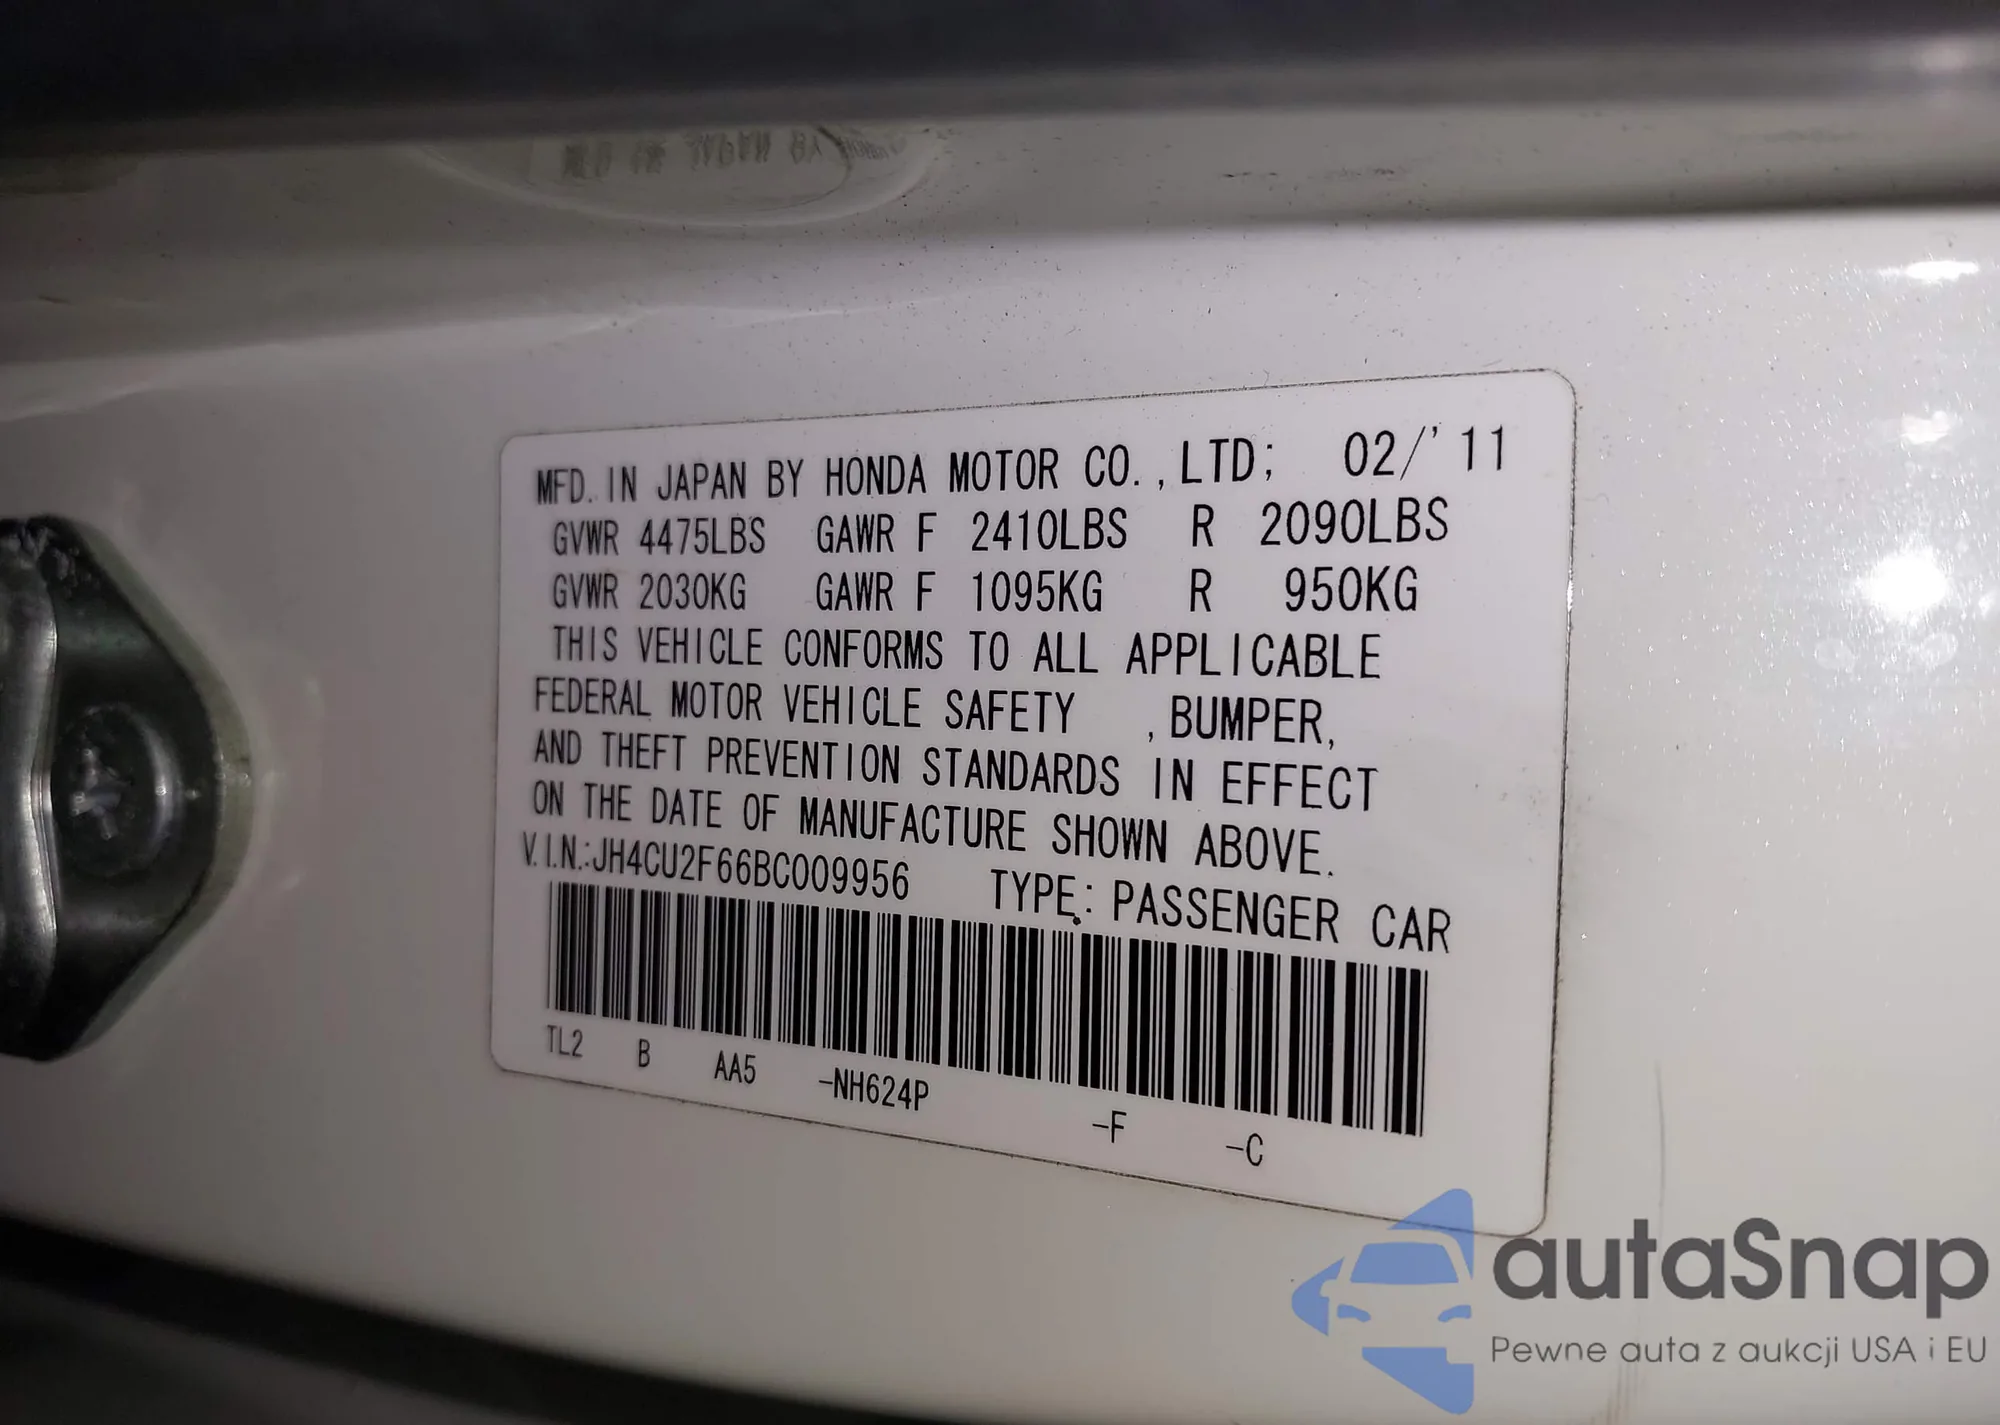 MFD. IN JAPAN BY HONDA MOTOR CO.,LTD; 02/'11
GVWR 4475LBS GAWR F 2410LBS R 2090LBS
GVWR 2030KG GAWR F 1095KG R 950KG
THIS VEHICLE CONFORMS TO ALL APPLICABLE
FEDERAL MOTOR VEHICLE SAFETY ,BUMPER,
AND THEFT PREVENTION STANDARDS IN EFFECT
ON THE DATE OF MANUFACTURE SHOWN ABOVE.
V.I.N.:JH4CU2F66BC009956 TYPE: PASSENGER CAR
TL2 B AA5 -NH624P -F -C
autaSnap
Pewne auta z aukcji USA i EU